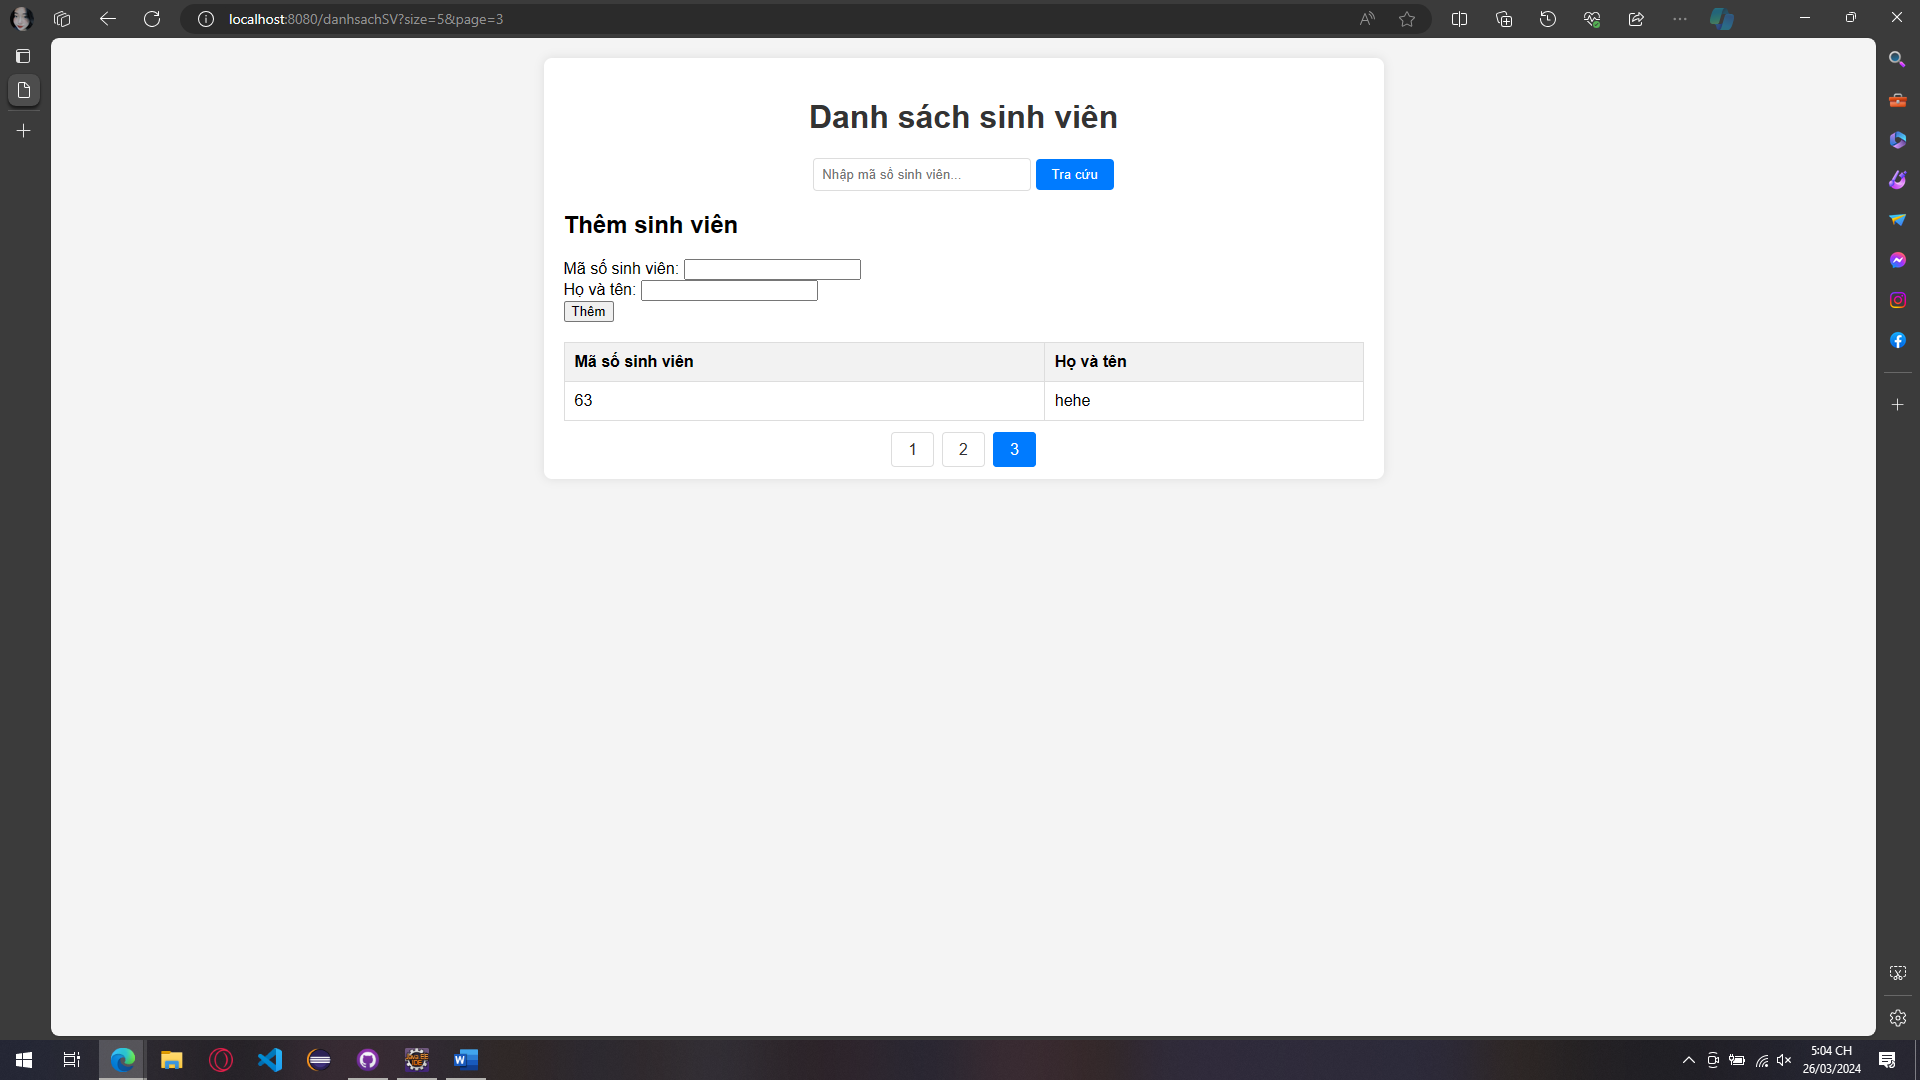 localhost:8080/danhsachSV?size=5&page=3
Danh sách sinh viên
Nhập mã số sinh viên...
Tra cứu
Thêm sinh viên
Mã số sinh viên:
Họ và tên:
Thêm
Mã số sinh viên Họ và tên
63 hehe
1 2 3
5:04 CH
26/03/2024